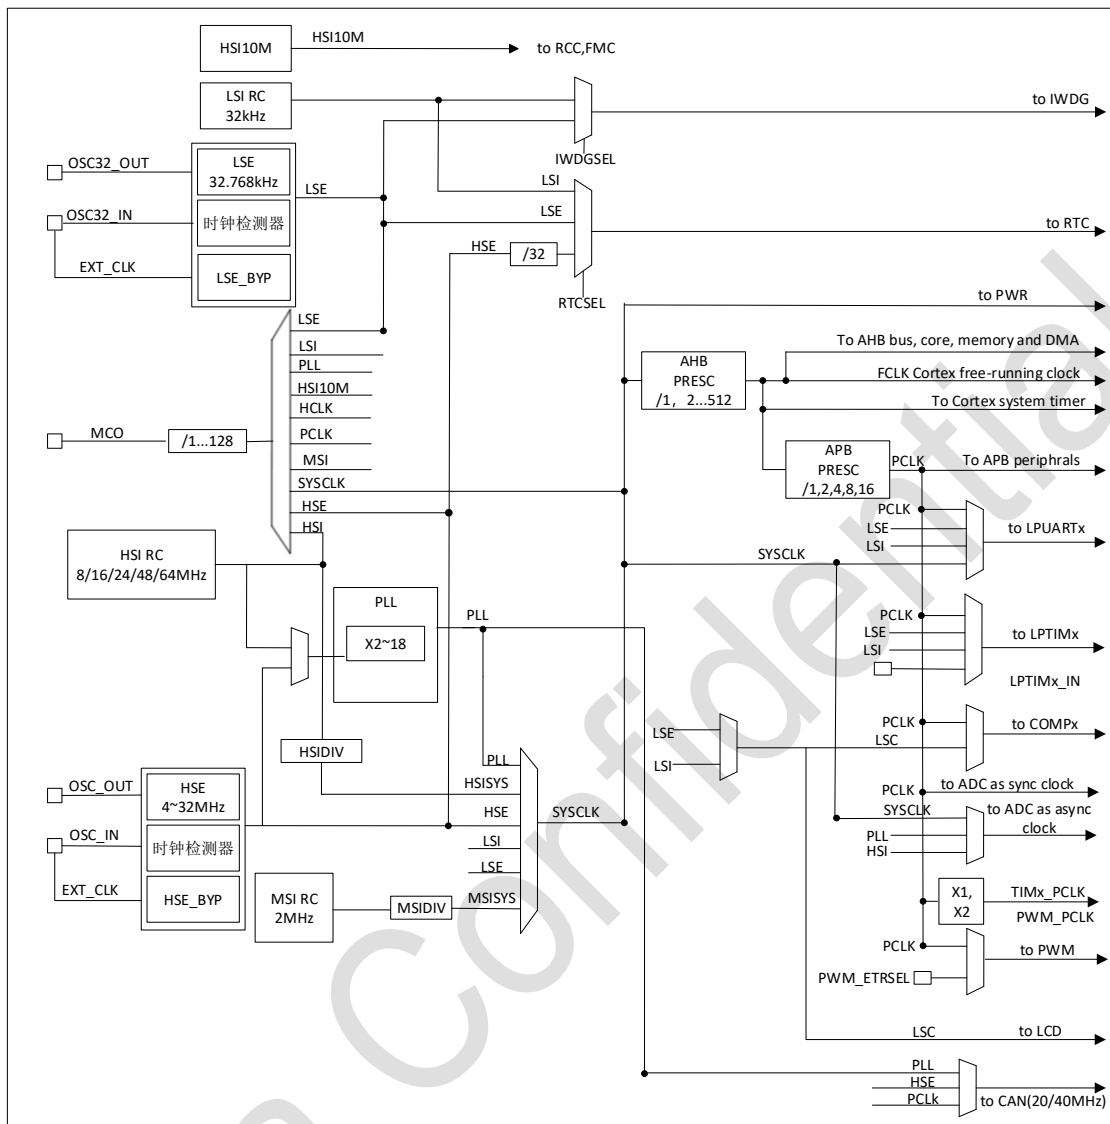 HSI10M
HSI10M
to RCC,FMC
LSI RC
32kHz
to IWDG
IWDGSEL
OSC32_OUT
LSE
32.768kHz
LSE
OSC32_IN
时钟检测器
EXT_CLK
LSE_BYP
LSI
LSE
HSE
/32
to RTC
RTCSEL
to PWR
LSE
LSI
PLL
HSI10M
HCLK
PCLK
MSI
SYSCLK
HSE
HSI
MCO
/1...128
AHB
PRESC
/1, 2...512
To AHB bus, core, memory and DMA
FCLK Cortex free-running clock
To Cortex system timer
APB
PRESC
/1,2,4,8,16
PCLK
To APB periphrals
PCLK
LSE
LSI
to LPUARTx
SYSCLK
HSI RC
8/16/24/48/64MHz
PLL
X2~18
PLL
PCLK
LSE
LSI
to LPTIMx
LPTIMx_IN
HSIDIV
LSE
LSI
PCLK
LSC
to COMPx
OSC_OUT
HSE
4~32MHz
OSC_IN
时钟检测器
EXT_CLK
HSE_BYP
MSI RC
2MHz
MSIDIV
PLL
HSISYS
HSE
LSI
LSE
MSISYS
SYSCLK
PCLK
to ADC as sync clock
SYSCLK
PLL
HSI
to ADC as async
clock
X1,
X2
TIMx_PCLK
PWM_PCLK
PCLK
PWM_ETRSEL
to PWM
LSC
to LCD
PLL
HSE
PCLk
to CAN(20/40MHz)
Confidential